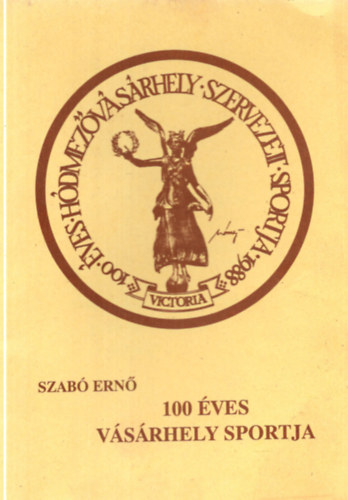 100 · ÉVES · HÓDMEZŐVÁSÁRHELY · SZERVEZETT · SPORTJA · 1988
VICTORIA
SZABÓ ERNŐ
100 ÉVES
VÁSÁRHELY SPORTJA